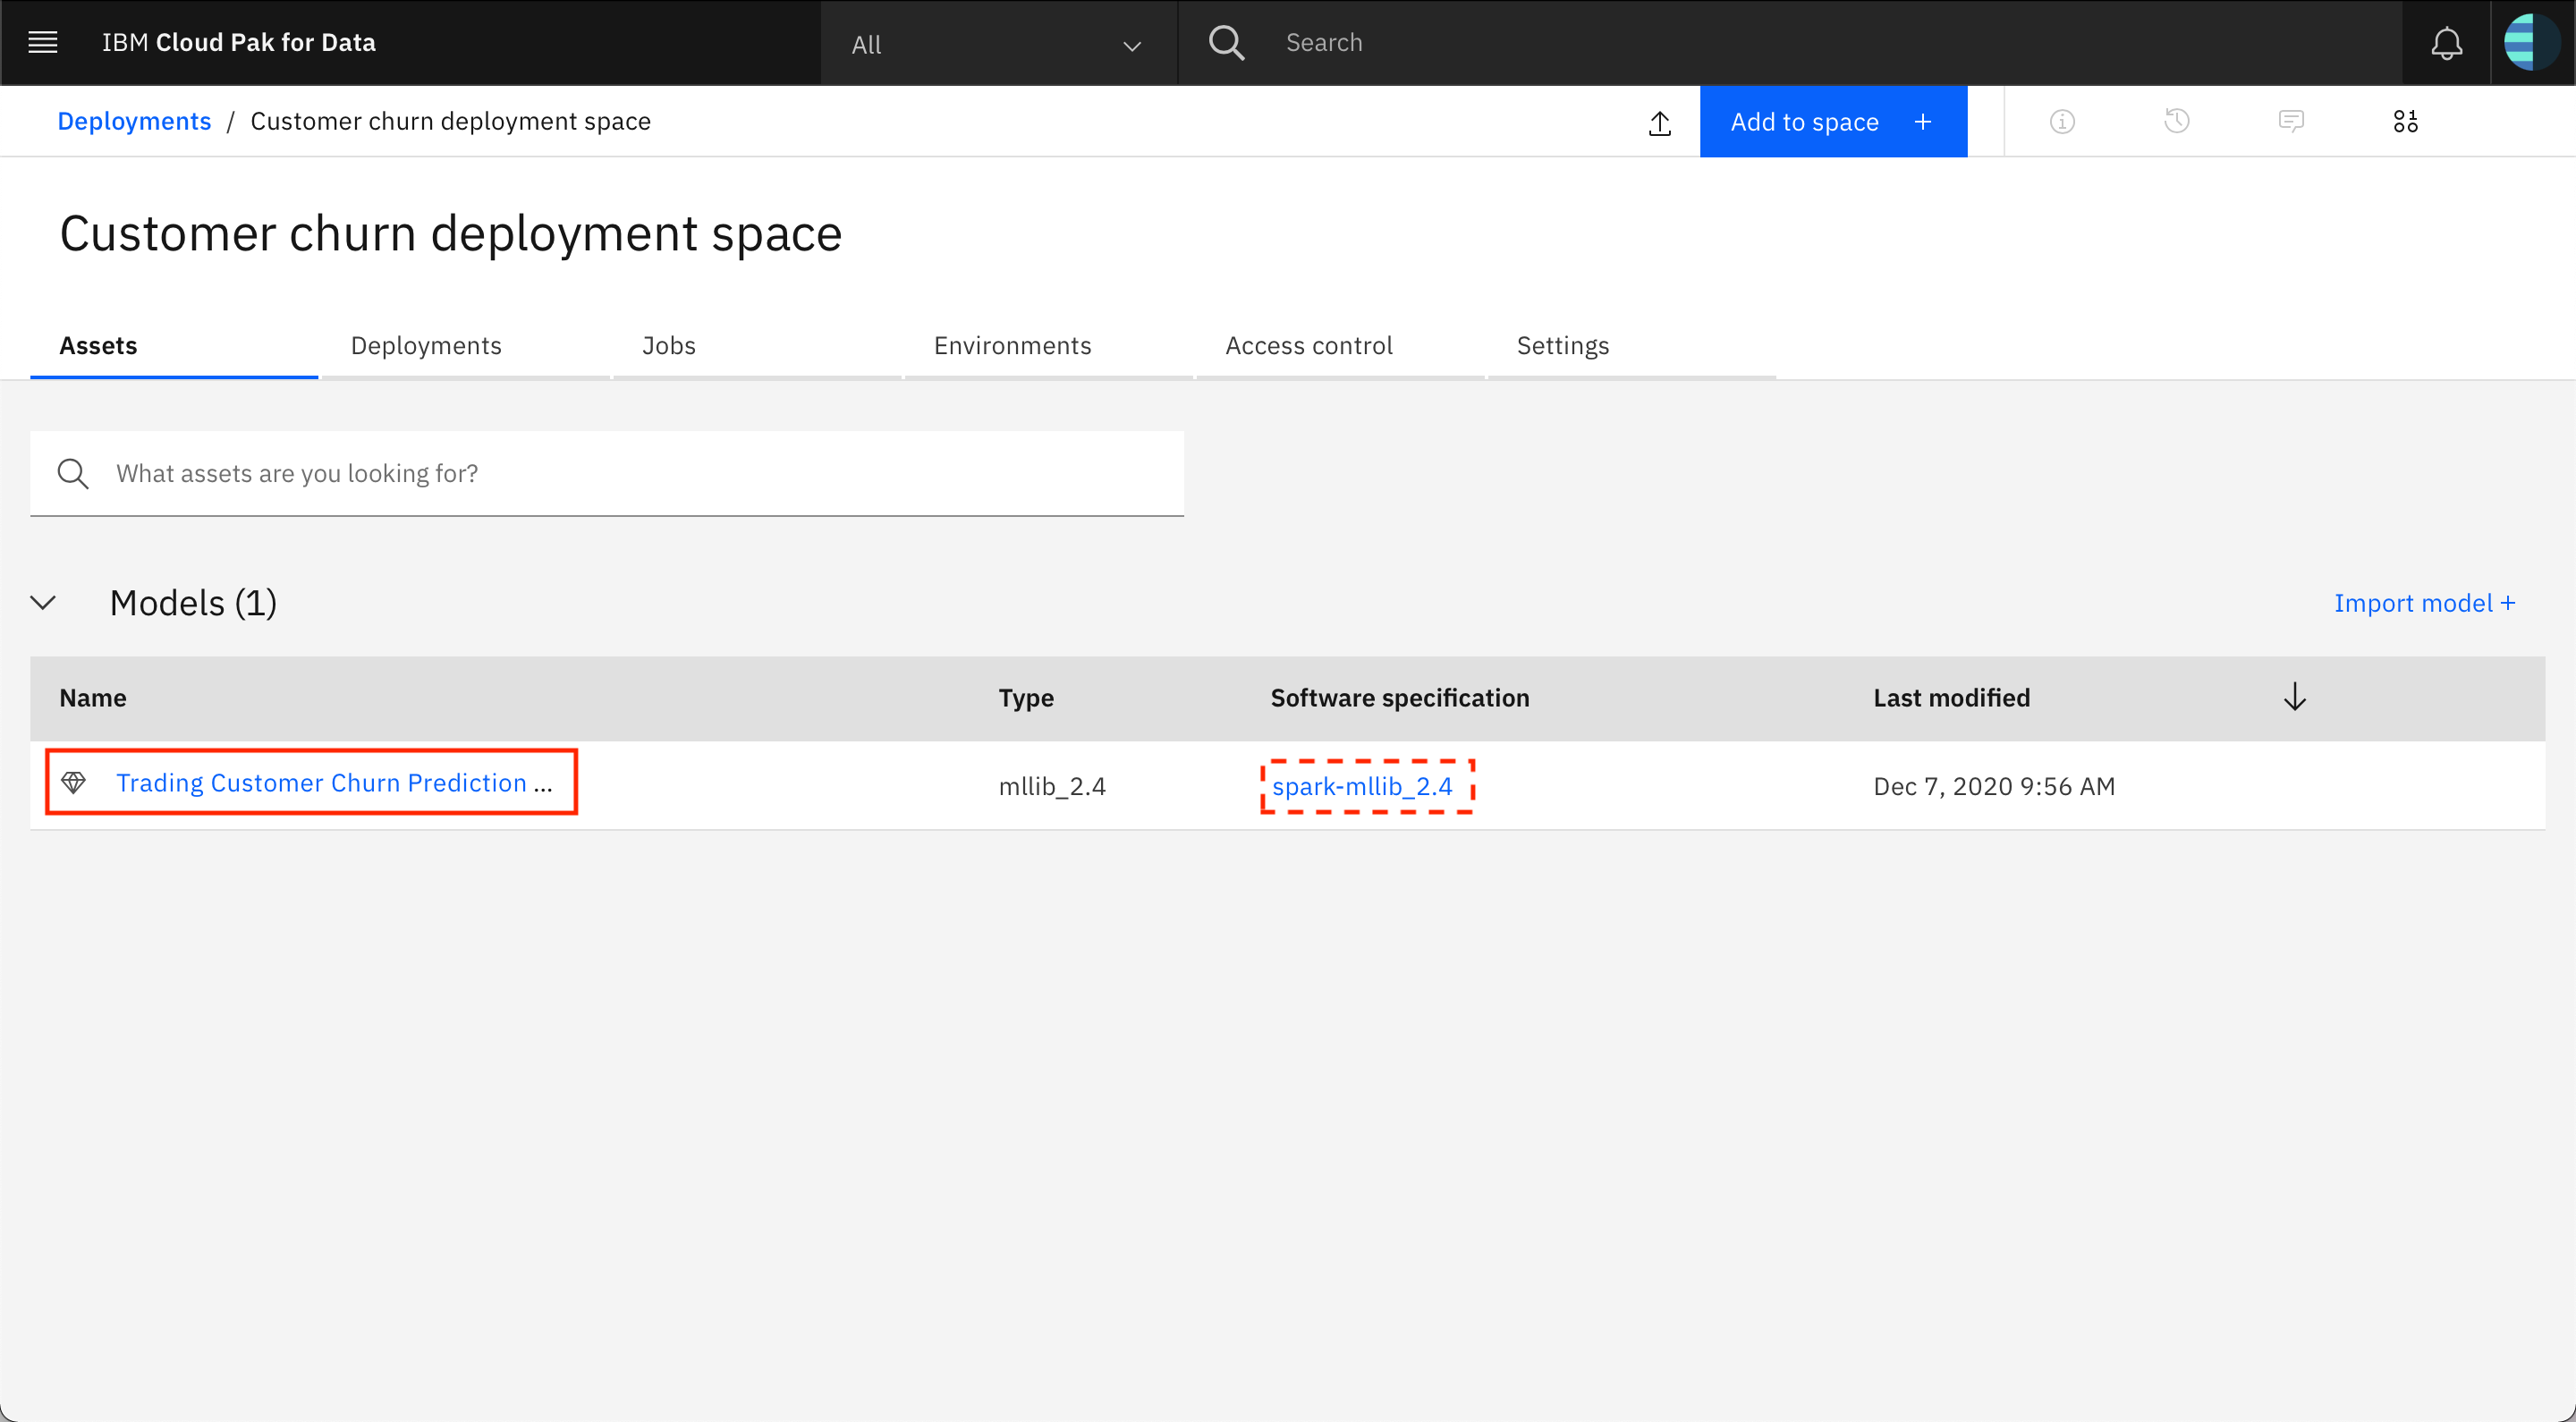 IBM Cloud Pak for Data
All
Search
Deployments / Customer churn deployment space
Add to space +
Customer churn deployment space
Assets
Deployments
Jobs
Environments
Access control
Settings
What assets are you looking for?
Models (1)
Import model +
Name
Type
Software specification
Last modified
Trading Customer Churn Prediction ...
mllib_2.4
spark-mllib_2.4
Dec 7, 2020 9:56 AM